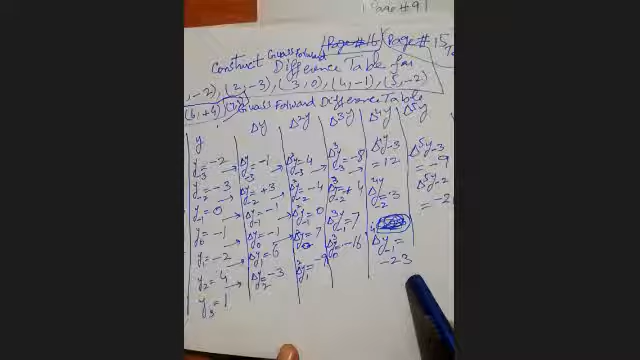 Page #9
Page #16 Page # 15
Construct Gauss Forward
Difference Table for
, -2), (2, -3), (3, 0), (4, -1), (5, -2)
(6, +4)
Guass Forward Difference Table
y Δy Δ²y Δ³y Δ⁴y Δ⁵y
y-3 = -2 Δy-3 = -1 Δ²y-3 = 4 Δ³y-3 = -8 Δ⁴y-3 = 12 Δ⁵y-3 = -9
y-2 = -3 Δy-2 = +3 Δ²y-2 = -4 Δ³y-2 = + 4 Δ⁴y-2 = 3 Δ⁵y-2 = -2
y-1 = 0 Δy-1 = -1 Δ²y-1 = 0 Δ³y-1 = 7 Δ⁴y-1 = -23
y0 = -1 Δy0 = -1 Δ²y0 = 7 Δ³y0 = -16
y1 = -2 Δy1 = 6 Δ²y1 = -9
y2 = 4 Δy2 = -3
y3 = 1